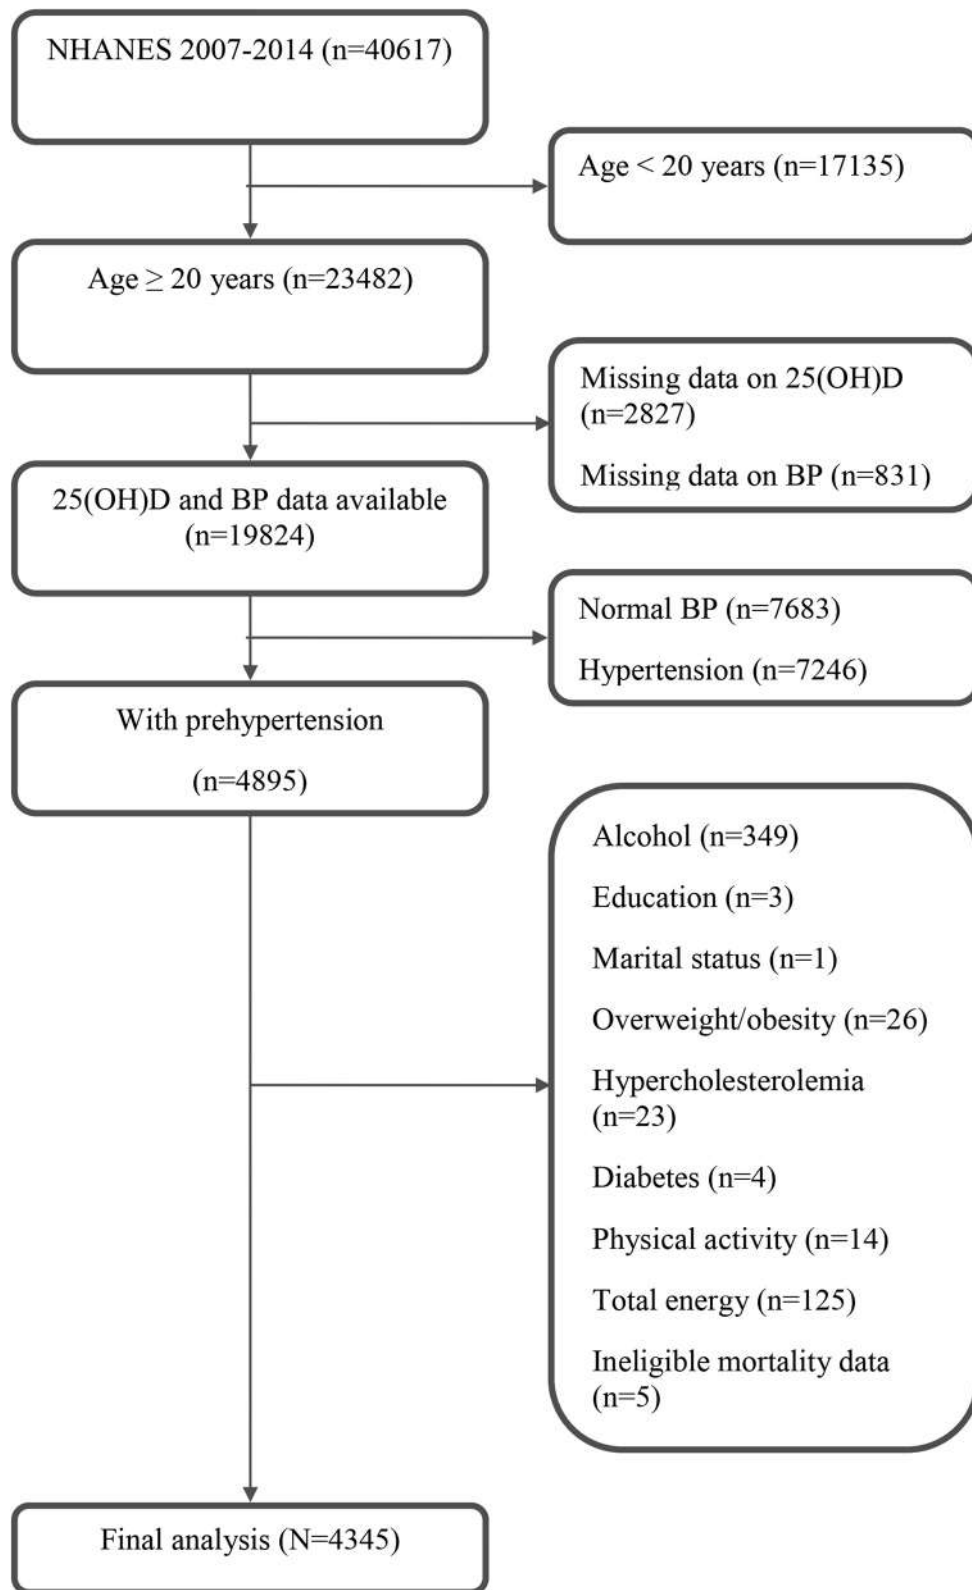 NHANES 2007-2014 (n=40617)
Age < 20 years (n=17135)
Age ≥ 20 years (n=23482)
Missing data on 25(OH)D
(n=2827)
Missing data on BP (n=831)
25(OH)D and BP data available
(n=19824)
Normal BP (n=7683)
Hypertension (n=7246)
With prehypertension
(n=4895)
Alcohol (n=349)
Education (n=3)
Marital status (n=1)
Overweight/obesity (n=26)
Hypercholesterolemia
(n=23)
Diabetes (n=4)
Physical activity (n=14)
Total energy (n=125)
Ineligible mortality data
(n=5)
Final analysis (N=4345)